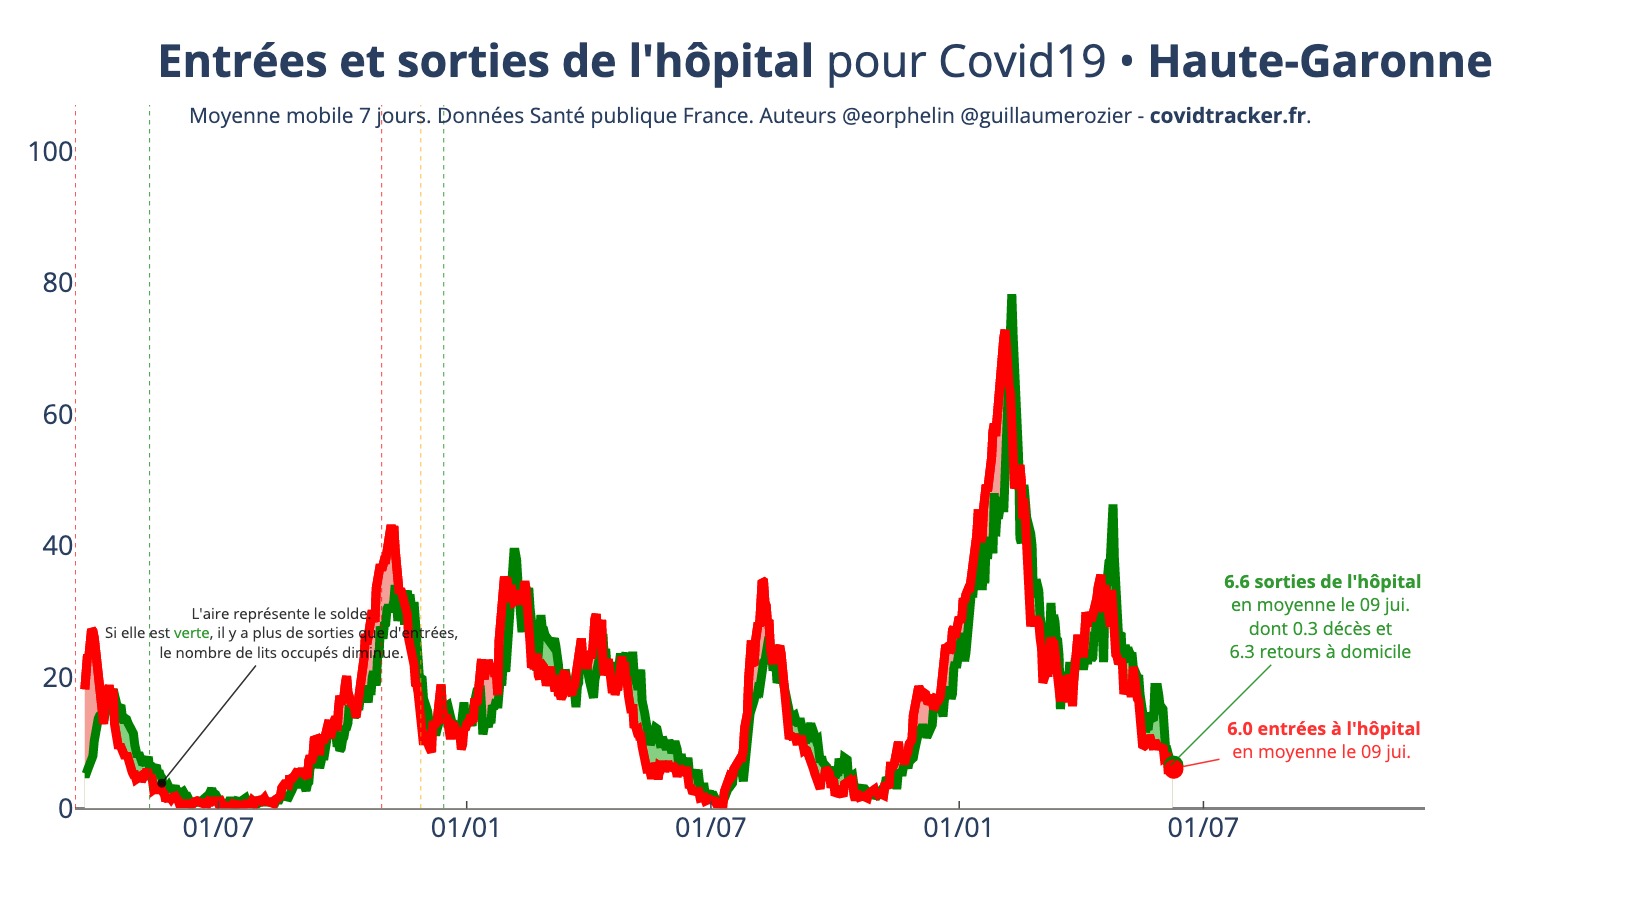 Entrées et sorties de l'hôpital pour Covid19 • Haute-Garonne
Moyenne mobile 7 jours. Données Santé publique France. Auteurs @eorphelin @guillaumerozier - covidtracker.fr.
100
80
60
40
20
0
L'aire représente le solde.
Si elle est verte, il y a plus de sorties que d'entrées,
le nombre de lits occupés diminue.
6.6 sorties de l'hôpital
en moyenne le 09 jui.
dont 0.3 décès et
6.3 retours à domicile
6.0 entrées à l'hôpital
en moyenne le 09 jui.
01/07
01/01
01/07
01/01
01/07